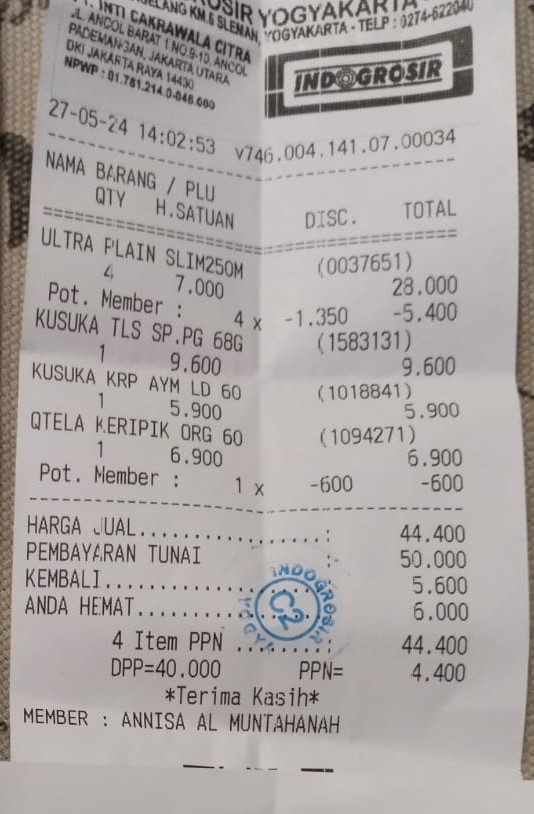 OSIR YOGYAKARTA
ELANG KM.6 SLEMAN, YOGYAKARTA - TELP : 0274-622040
INTI CAKRAWALA CITRA
JL. ANCOL BARAT 1 NO.9-10, ANCOL
PADEMANGAN, JAKARTA UTARA
DKI JAKARTA RAYA 14430
NPWP : 01.781.214.0-046.000
INDOGROSIR
27-05-24 14:02:53 v746.004.141.07.00034
NAMA BARANG / PLU
QTY H.SATUAN DISC. TOTAL
ULTRA PLAIN SLIM250M (0037651)
4 7.000 28.000
Pot. Member : 4 x -1.350 -5.400
KUSUKA TLS SP.PG 68G (1583131)
1 9.600 9.600
KUSUKA KRP AYM LD 60 (1018841)
1 5.900 5.900
QTELA KERIPIK ORG 60 (1094271)
1 6.900 6.900
Pot. Member : 1 x -600 -600
HARGA JUAL.................: 44.400
PEMBAYARAN TUNAI : 50.000
KEMBALI....................: 5.600
ANDA HEMAT.................: 6.000
4 Item PPN ........: 44.400
DPP=40.000 PPN= 4.400
*Terima Kasih*
MEMBER : ANNISA AL MUNTAHANAH
INDOGROSIR
C2